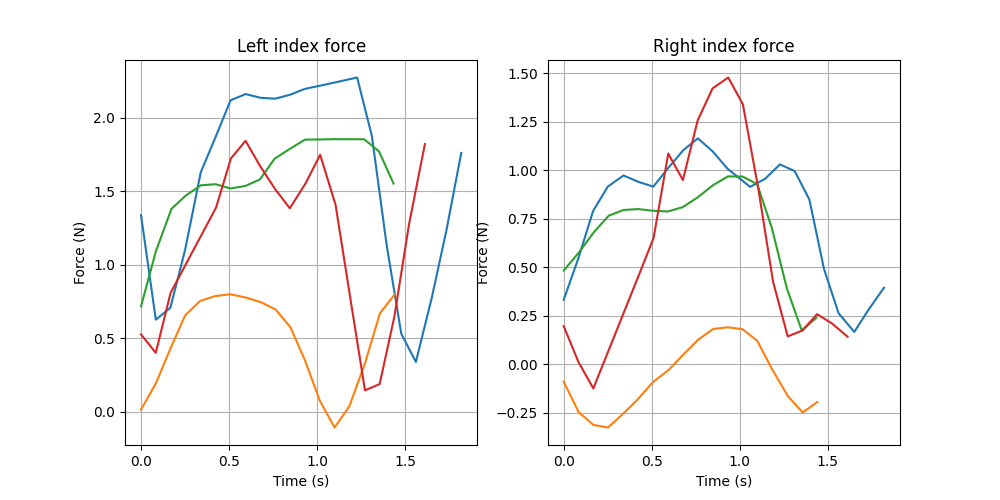 Left index force
Force (N)
2.0
1.5
1.0
0.5
0.0
0.0 0.5 1.0 1.5
Time (s)
Right index force
Force (N)
1.50
1.25
1.00
0.75
0.50
0.25
0.00
−0.25
0.0 0.5 1.0 1.5
Time (s)